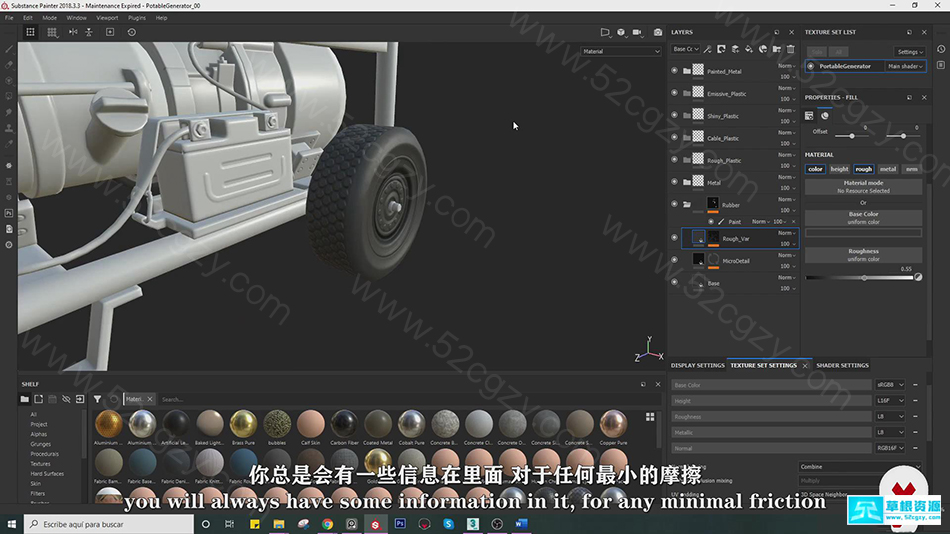 Substance Painter 2018.3.3 - Maintenance Expired - PotableGenerator_00
File Edit Mode Window Viewport Plugins Help
Material
LAYERS
Base Co
Norm
100
Painted_Metal
Norm
100
Emissive_Plastic
Norm
100
Shiny_Plastic
Norm
100
Cable_Plastic
Norm
100
Rough_Plastic
Norm
100
Metal
Norm
100
Rubber
Norm
100
Paint Norm 100
Rough_Var
Norm
100
MicroDetail
Norm
100
Base
Norm
100
TEXTURE SET LIST
Settings
PortableGenerator Main shader
PROPERTIES - FILL
Offset 0 0
MATERIAL
color height rough metal nrm
Material mode
No Resource Selected
Or
Base Color
uniform color
Roughness
uniform color
0.55
Y
Z X
DISPLAY SETTINGS TEXTURE SET SETTINGS SHADER SETTINGS
Base Color sRGB8
Height L16F
Roughness L8
Metallic L8
Normal RGB16F
Combine
3D Space Neighbor
SHELF
Materi
Search...
All
Project
Alphas
Grunges
Procedurals
Textures
Hard Surfaces
Skin
Filters
Aluminium ... Aluminium ... Artificial Le... Baked Light... Brass Pure bubbles Calf Skin Carbon Fiber Coated Metal Cobalt Pure Concrete B... Concrete Cl... Concrete D... Concrete Si... Concrete S... Copper Pure
你总是会有一些信息在里面 对于任何最小的摩擦
you will always have some information in it, for any minimal friction
Escribe aquí para buscar
草根资源
www.52cgzy.com
www.52cgzy.com